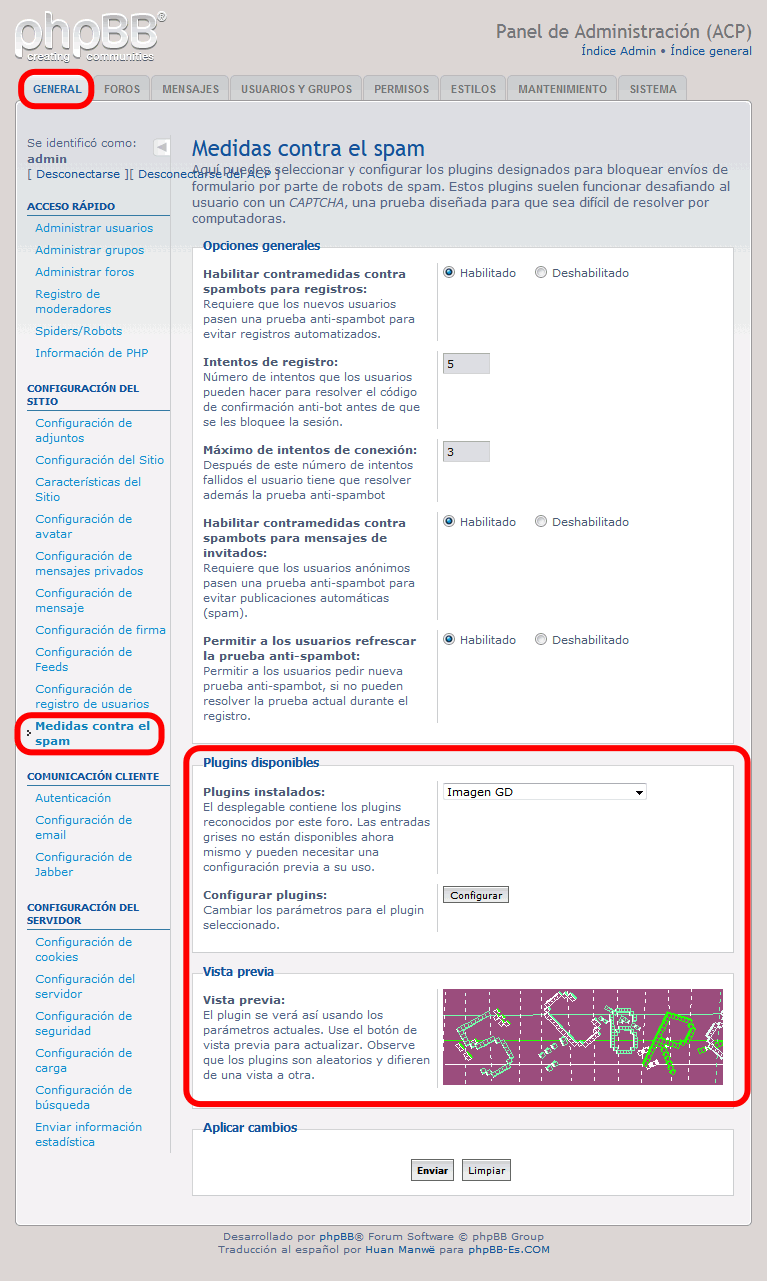 phpBB®
creating communities
Panel de Administración (ACP)
Índice Admin • Índice general
GENERAL
FOROS
MENSAJES
USUARIOS Y GRUPOS
PERMISOS
ESTILOS
MANTENIMIENTO
SISTEMA
Se identificó como:
admin
[ Desconectarse ][ Desconectarse del ACP ]
ACCESO RÁPIDO
Administrar usuarios
Administrar grupos
Administrar foros
Registro de
moderadores
Spiders/Robots
Información de PHP
CONFIGURACIÓN DEL
SITIO
Configuración de
adjuntos
Configuración del Sitio
Características del
Sitio
Configuración de
avatar
Configuración de
mensajes privados
Configuración de
mensaje
Configuración de firma
Configuración de
Feeds
Configuración de
registro de usuarios
Medidas contra el
spam
COMUNICACIÓN CLIENTE
Autenticación
Configuración de
email
Configuración de
Jabber
CONFIGURACIÓN DEL
SERVIDOR
Configuración de
cookies
Configuración del
servidor
Configuración de
seguridad
Configuración de
carga
Configuración de
búsqueda
Enviar información
estadística
Medidas contra el spam
Aquí puedes seleccionar y configurar los plugins designados para bloquear envíos de
formulario por parte de robots de spam. Estos plugins suelen funcionar desafiando al
usuario con un CAPTCHA, una prueba diseñada para que sea difícil de resolver por
computadoras.
Opciones generales
Habilitar contramedidas contra
spambots para registros:
Requiere que los nuevos usuarios
pasen una prueba anti-spambot para
evitar registros automatizados.
Habilitado Deshabilitado
Intentos de registro:
Número de intentos que los usuarios
pueden hacer para resolver el código
de confirmación anti-bot antes de que
se les bloquee la sesión.
5
Máximo de intentos de conexión:
Después de este número de intentos
fallidos el usuario tiene que resolver
además la prueba anti-spambot
3
Habilitar contramedidas contra
spambots para mensajes de
invitados:
Requiere que los usuarios anónimos
pasen una prueba anti-spambot para
evitar publicaciones automáticas
(spam).
Habilitado Deshabilitado
Permitir a los usuarios refrescar
la prueba anti-spambot:
Permitir a los usuarios pedir nueva
prueba anti-spambot, si no pueden
resolver la prueba actual durante el
registro.
Habilitado Deshabilitado
Plugins disponibles
Plugins instalados:
El desplegable contiene los plugins
reconocidos por este foro. Las entradas
grises no están disponibles ahora
mismo y pueden necesitar una
configuración previa a su uso.
Imagen GD
Configurar plugins:
Cambiar los parámetros para el plugin
seleccionado.
Configurar
Vista previa
Vista previa:
El plugin se verá así usando los
parámetros actuales. Use el botón de
vista previa para actualizar. Observe
que los plugins son aleatorios y difieren
de una vista a otra.
Aplicar cambios
Enviar
Limpiar
Desarrollado por phpBB® Forum Software © phpBB Group
Traducción al español por Huan Manwë para phpBB-Es.COM